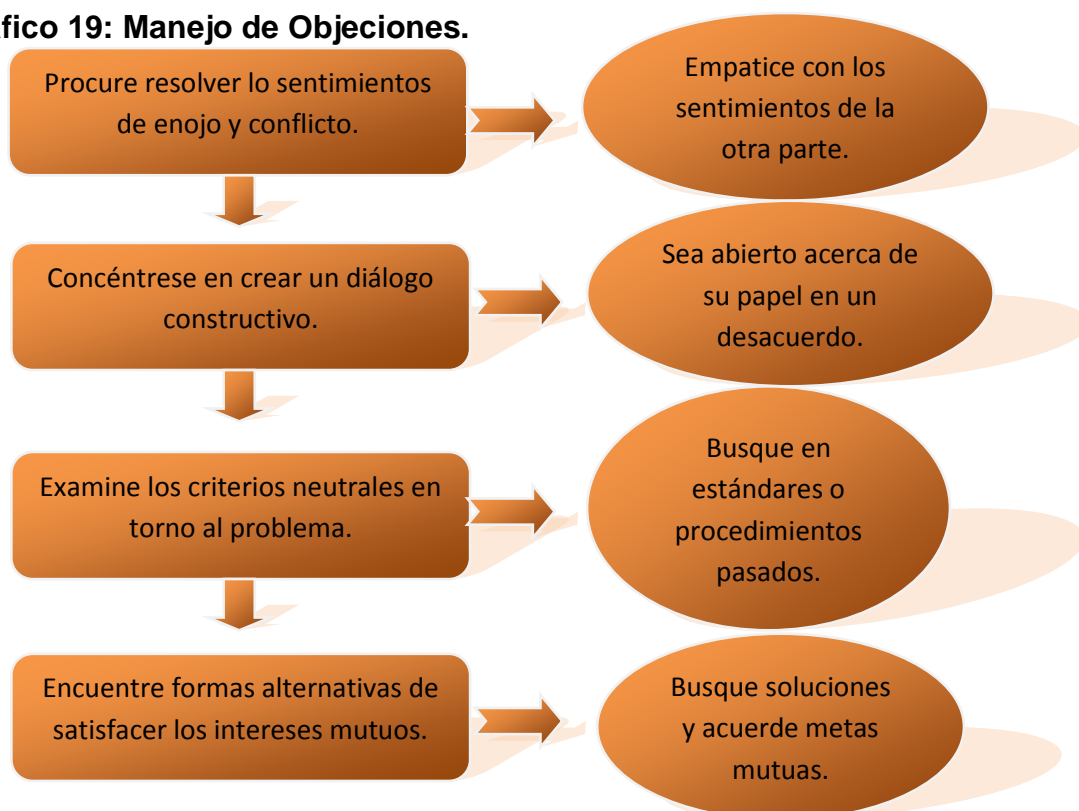 áfico 19: Manejo de Objeciones.
Procure resolver lo sentimientos
de enojo y conflicto.
Empatice con los
sentimientos de la
otra parte.
Concéntrese en crear un diálogo
constructivo.
Sea abierto acerca de
su papel en un
desacuerdo.
Examine los criterios neutrales en
torno al problema.
Busque en
estándares o
procedimientos
pasados.
Encuentre formas alternativas de
satisfacer los intereses mutuos.
Busque soluciones
y acuerde metas
mutuas.